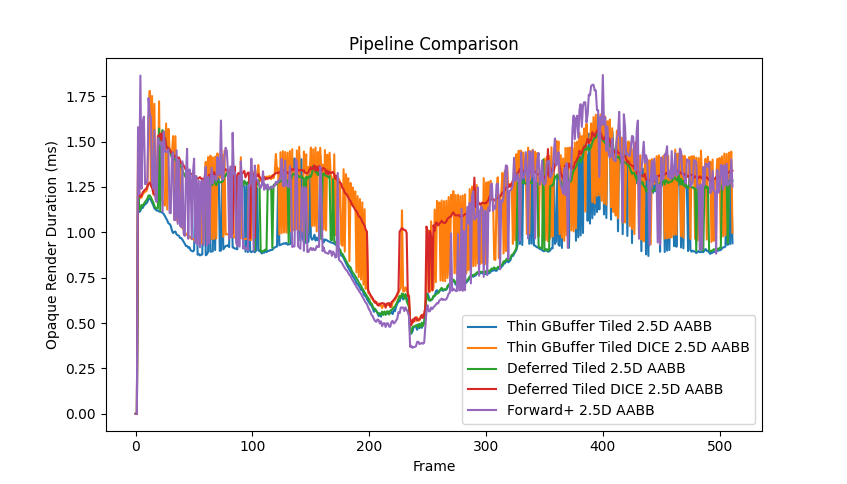 Pipeline Comparison
Opaque Render Duration (ms)
1.75
1.50
1.25
1.00
0.75
0.50
0.25
0.00
Thin GBuffer Tiled 2.5D AABB
Thin GBuffer Tiled DICE 2.5D AABB
Deferred Tiled 2.5D AABB
Deferred Tiled DICE 2.5D AABB
Forward+ 2.5D AABB
0 100 200 300 400 500
Frame